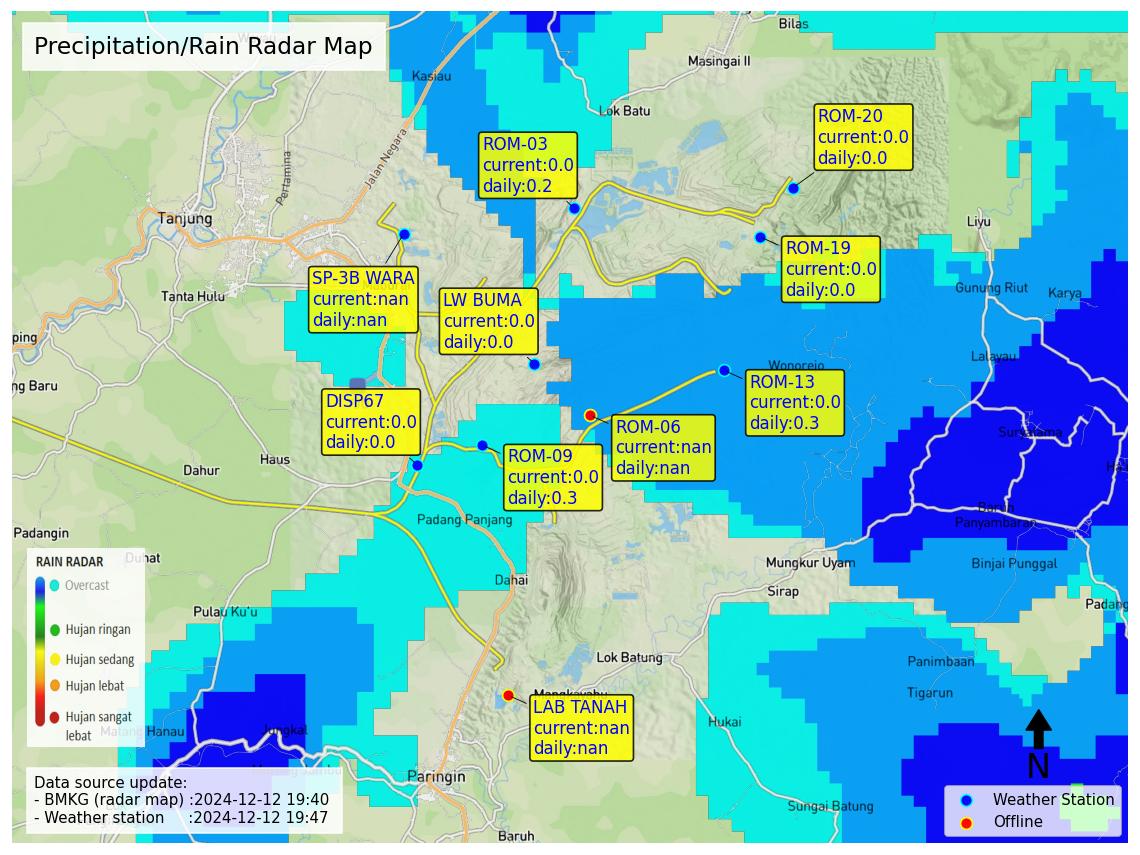 Precipitation/Rain Radar Map
Bilas
Masingai II
Kasiau
Lok Batu
Jalan Negara
Pertamina
Tanjung
Tanta Hulu
ROM-20
current:0.0
daily:0.0
ROM-03
current:0.0
daily:0.2
Liyu
ROM-19
current:0.0
daily:0.0
SP-3B WARA
current:nan
daily:nan
LW BUMA
current:0.0
daily:0.0
Gunung Riut
Karya
ping
Lalayau
Wonorejo
ng Baru
ROM-13
current:0.0
daily:0.3
DISP67
current:0.0
daily:0.0
ROM-06
current:nan
daily:nan
Suryatama
Haus
Dahur
ROM-09
current:0.0
daily:0.3
Padang Panjang
Baruh
Panyambaran
Padangin
Duhat
Mungkur Uyam
Binjai Punggal
Dahai
Sirap
Padang
Pulau Ku'u
RAIN RADAR
Overcast
Hujan ringan
Hujan sedang
Hujan lebat
Hujan sangat
lebat
Lok Batung
Panimbaan
Tigarun
Mangkayahu
LAB TANAH
current:nan
daily:nan
Hukai
Matang Hanau
Jungkal
N
Paringin
Sungai Batung
Baruh
Data source update:
- BMKG (radar map) :2024-12-12 19:40
- Weather station :2024-12-12 19:47
Weather Station
Offline